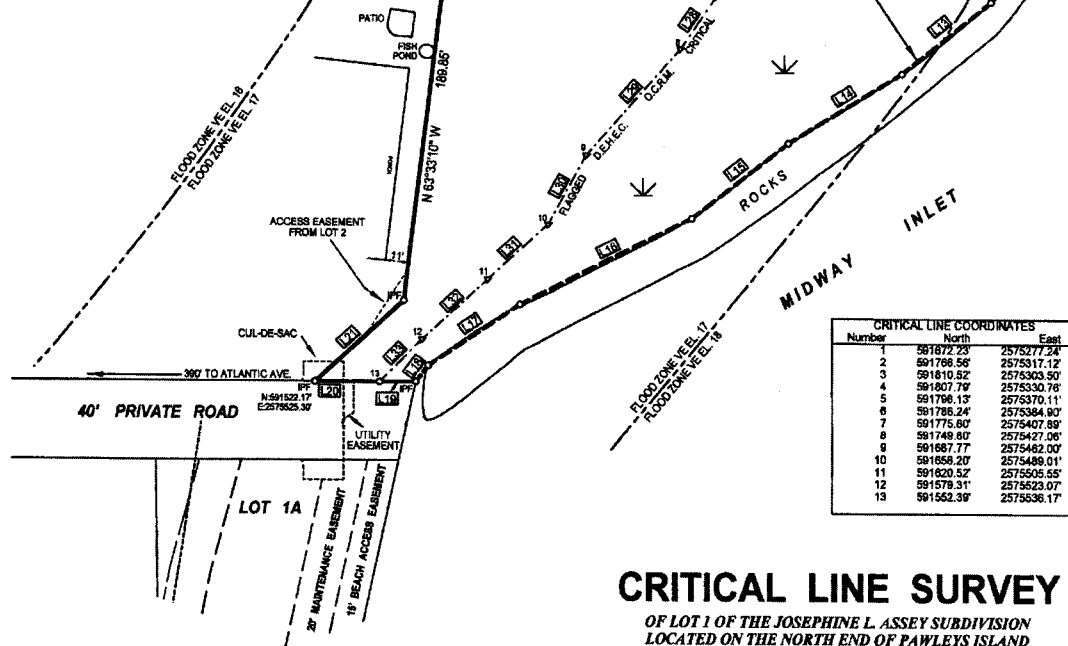 PATIO
FISH
POND
189.85'
N 63°33'10" W
FLOOD ZONE VE EL. 16
FLOOD ZONE VE EL. 17
ACCESS EASEMENT
FROM LOT 2
11'
IPF
L21
CUL-DE-SAC
390' TO ATLANTIC AVE.
IPF
L20
N:591522.17'
E:2575525.30'
13
L19
IPF
L18
L33
12
L32
11
L31
10
L30
FLAGGED
9
D.E.H.E.C.
L29
O.C.R.M.
8
CRITICAL
L28
L17
L16
L15
L14
L13
ROCKS
MIDWAY INLET
FLOOD ZONE VE EL. 17
FLOOD ZONE VE EL. 18
40' PRIVATE ROAD
UTILITY
EASEMENT
LOT 1A
20' MAINTENANCE EASEMENT
15' BEACH ACCESS EASEMENT
CRITICAL LINE COORDINATES
Number North East
1 591672.23' 2575277.24'
2 591766.56' 2575317.12'
3 591810.52' 2575303.50'
4 591807.79' 2575330.76'
5 591796.13' 2575370.11'
6 591786.24' 2575384.90'
7 591775.60' 2575407.89'
8 591749.60' 2575427.06'
9 591687.77' 2575462.00'
10 591656.20' 2575489.01'
11 591620.52' 2575505.55'
12 591579.31' 2575523.07'
13 591552.39' 2575536.17'
CRITICAL LINE SURVEY
OF LOT 1 OF THE JOSEPHINE L. ASSEY SUBDIVISION
LOCATED ON THE NORTH END OF PAWLEYS ISLAND